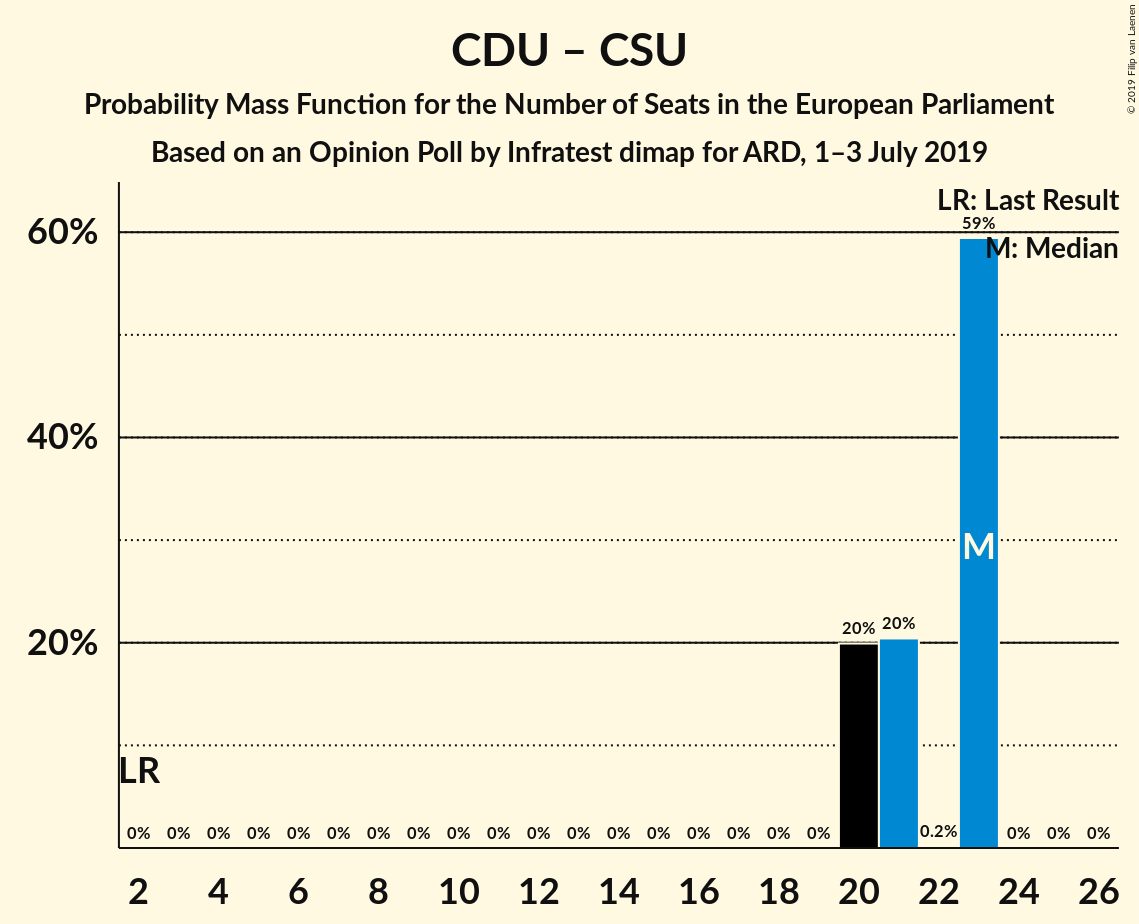 CDU – CSU
Probability Mass Function for the Number of Seats in the European Parliament
Based on an Opinion Poll by Infratest dimap for ARD, 1–3 July 2019
© 2019 Filip van Laenen
LR: Last Result
M: Median
60%
40%
20%
59%
M
20% 20%
LR
0% 0% 0% 0% 0% 0% 0% 0% 0% 0% 0% 0% 0% 0% 0% 0% 0% 0% 0.2% 0% 0% 0%
2 4 6 8 10 12 14 16 18 20 22 24 26